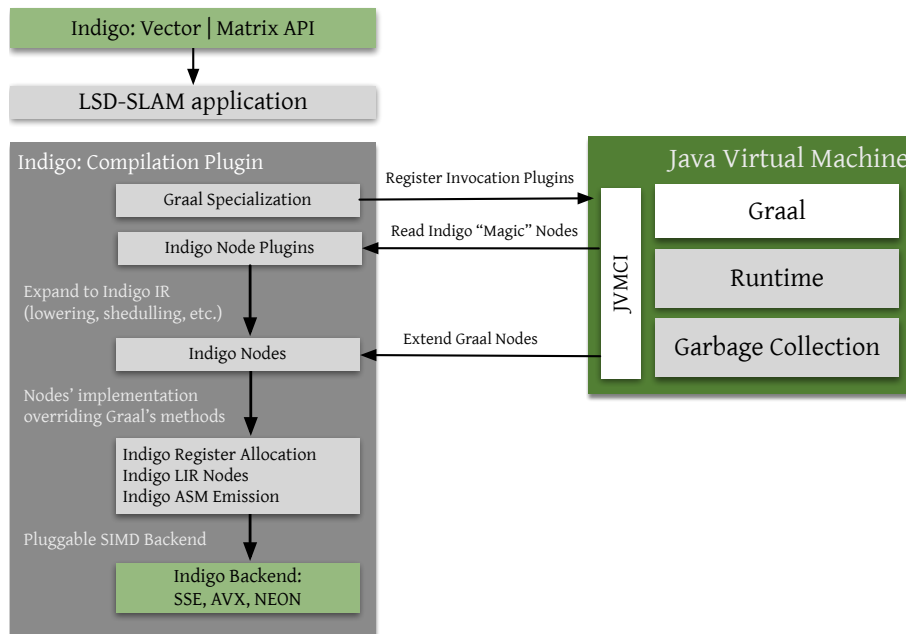 Indigo: Vector | Matrix API
LSD-SLAM application
Indigo: Compilation Plugin
Graal Specialization
Indigo Node Plugins
Expand to Indigo IR
(lowering, shedulling, etc.)
Indigo Nodes
Nodes’ implementation
overriding Graal’s methods
Indigo Register Allocation
Indigo LIR Nodes
Indigo ASM Emission
Pluggable SIMD Backend
Indigo Backend:
SSE, AVX, NEON
Register Invocation Plugins
Read Indigo “Magic” Nodes
Extend Graal Nodes
Java Virtual Machine
JVMCI
Graal
Runtime
Garbage Collection